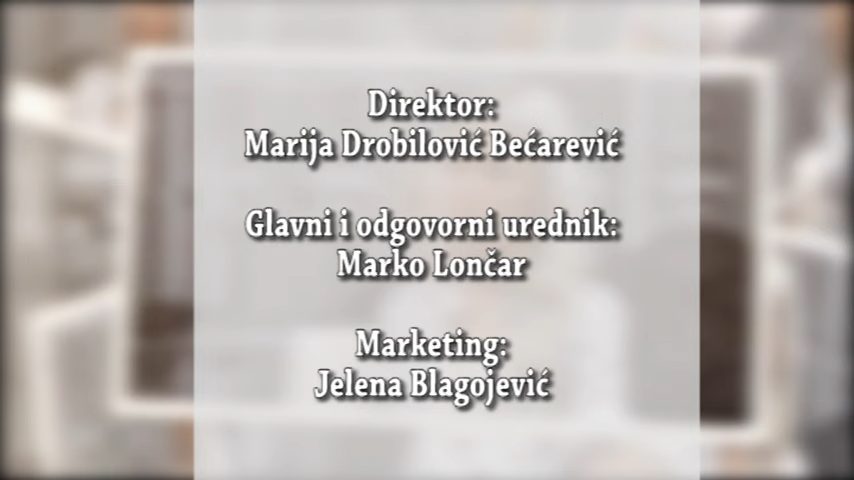 Direktor:
Marija Drobilović Bećarević
Glavni i odgovorni urednik:
Marko Lončar
Marketing:
Jelena Blagojević